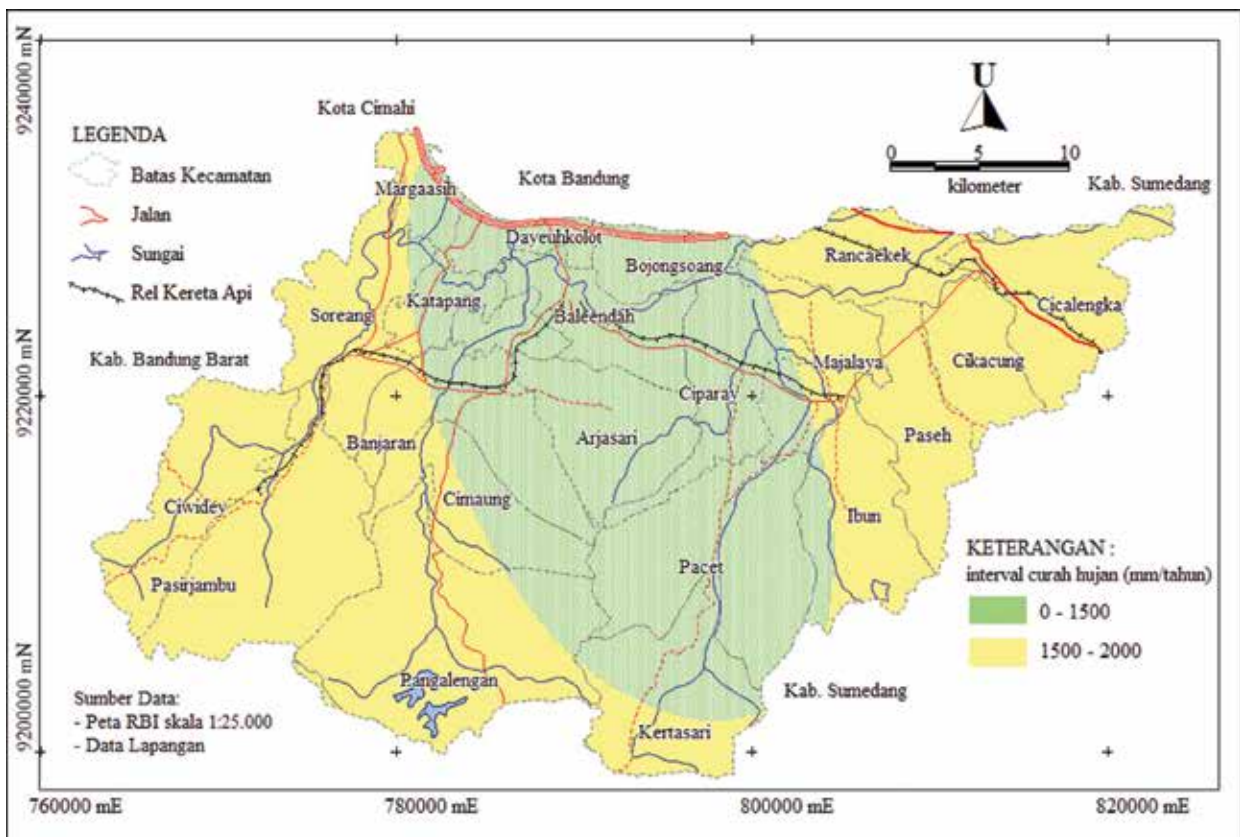 9240000 mN
9220000 mN
9200000 mN
760000 mE
780000 mE
800000 mE
820000 mE
LEGENDA
Batas Kecamatan
Jalan
Sungai
Rel Kereta Api
U
0 5 10
kilometer
Kota Cimahi
Kota Bandung
Kab. Sumedang
Kab. Bandung Barat
Margaasih
Dayeuhkolot
Bojongsoang
Rancaekek
Cicalengka
Soreang
Katapang
Baleendah
Majalaya
Cikacung
Ciparay
Banjaran
Arjasari
Paseh
Ciwidey
Cimaung
Ibun
Pasirjambu
Pacet
Pangalengan
Kertasari
Kab. Sumedang
KETERANGAN :
interval curah hujan (mm/tahun)
0 - 1500
1500 - 2000
Sumber Data:
- Peta RBI skala 1:25.000
- Data Lapangan